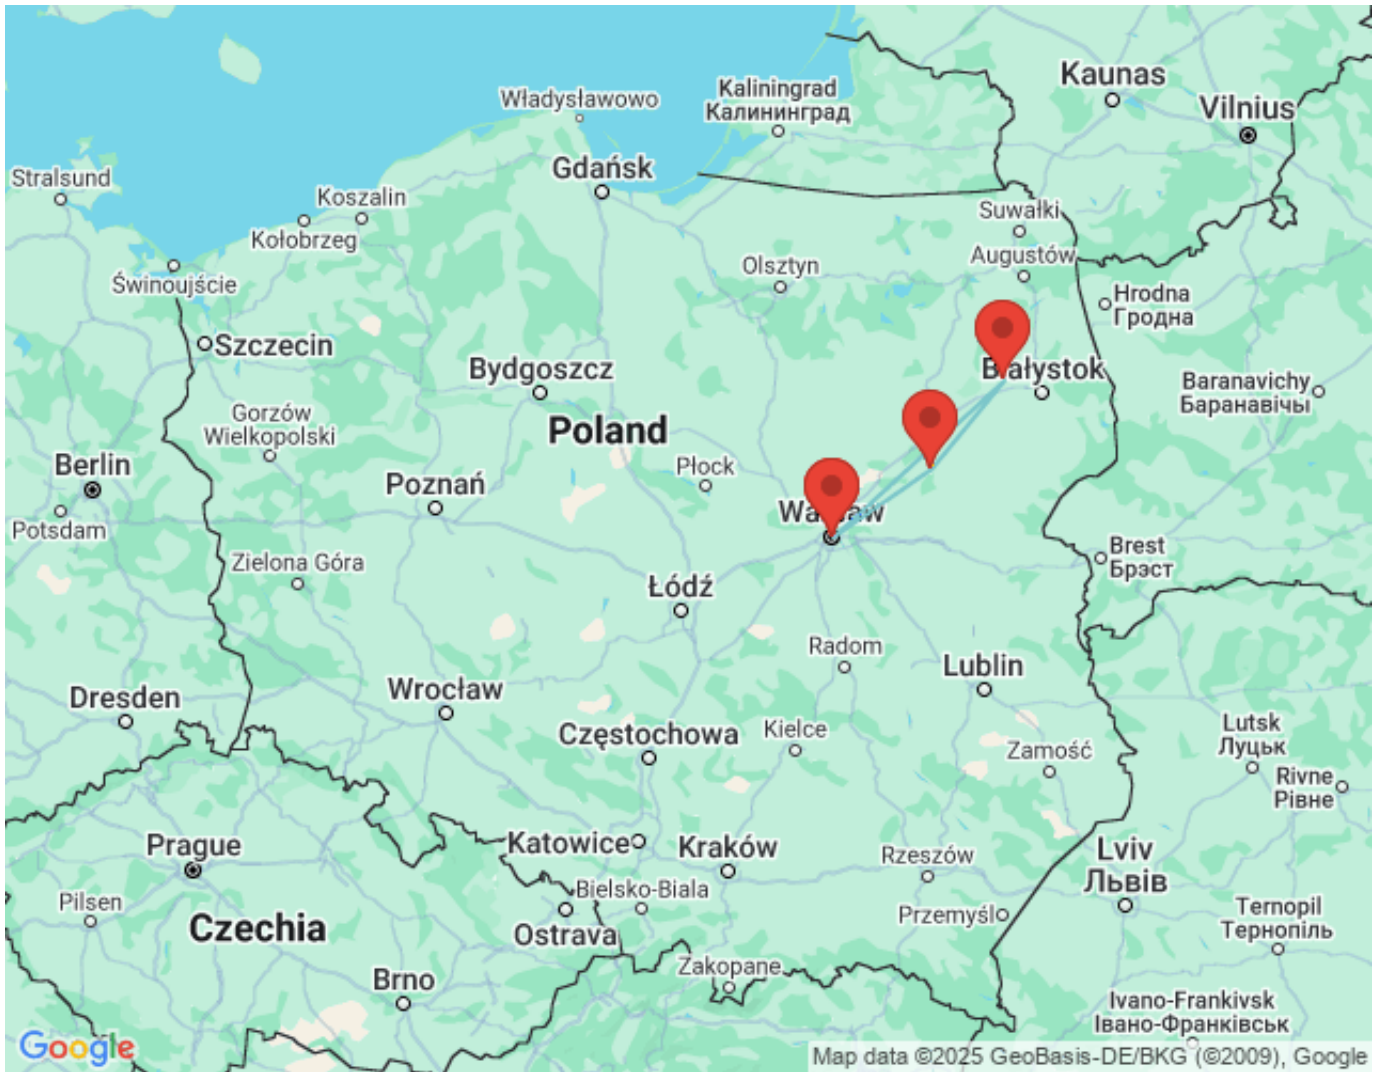 Kaunas
Kaliningrad
Калининград
Władysławowo
Vilnius
Gdańsk
Stralsund
Koszalin
Suwałki
Kołobrzeg
Augustów
Olsztyn
Świnoujście
Hrodna
Гродна
Szczecin
Bydgoszcz
Białystok
Baranavichy
Баранавічы
Gorzów
Wielkopolski
Poland
Berlin
Płock
Poznań
Warsaw
Potsdam
Brest
Брэст
Zielona Góra
Łódź
Radom
Lublin
Wrocław
Dresden
Częstochowa
Kielce
Lutsk
Луцьк
Zamość
Rivne
Рівне
Prague
Katowice
Kraków
Rzeszów
Lviv
Львів
Pilsen
Bielsko-Biala
Przemyśl
Ternopil
Тернопіль
Czechia
Ostrava
Zakopane
Brno
Ivano-Frankivsk
Івано-Франківськ
Google
Map data ©2025 GeoBasis-DE/BKG (©2009), Google